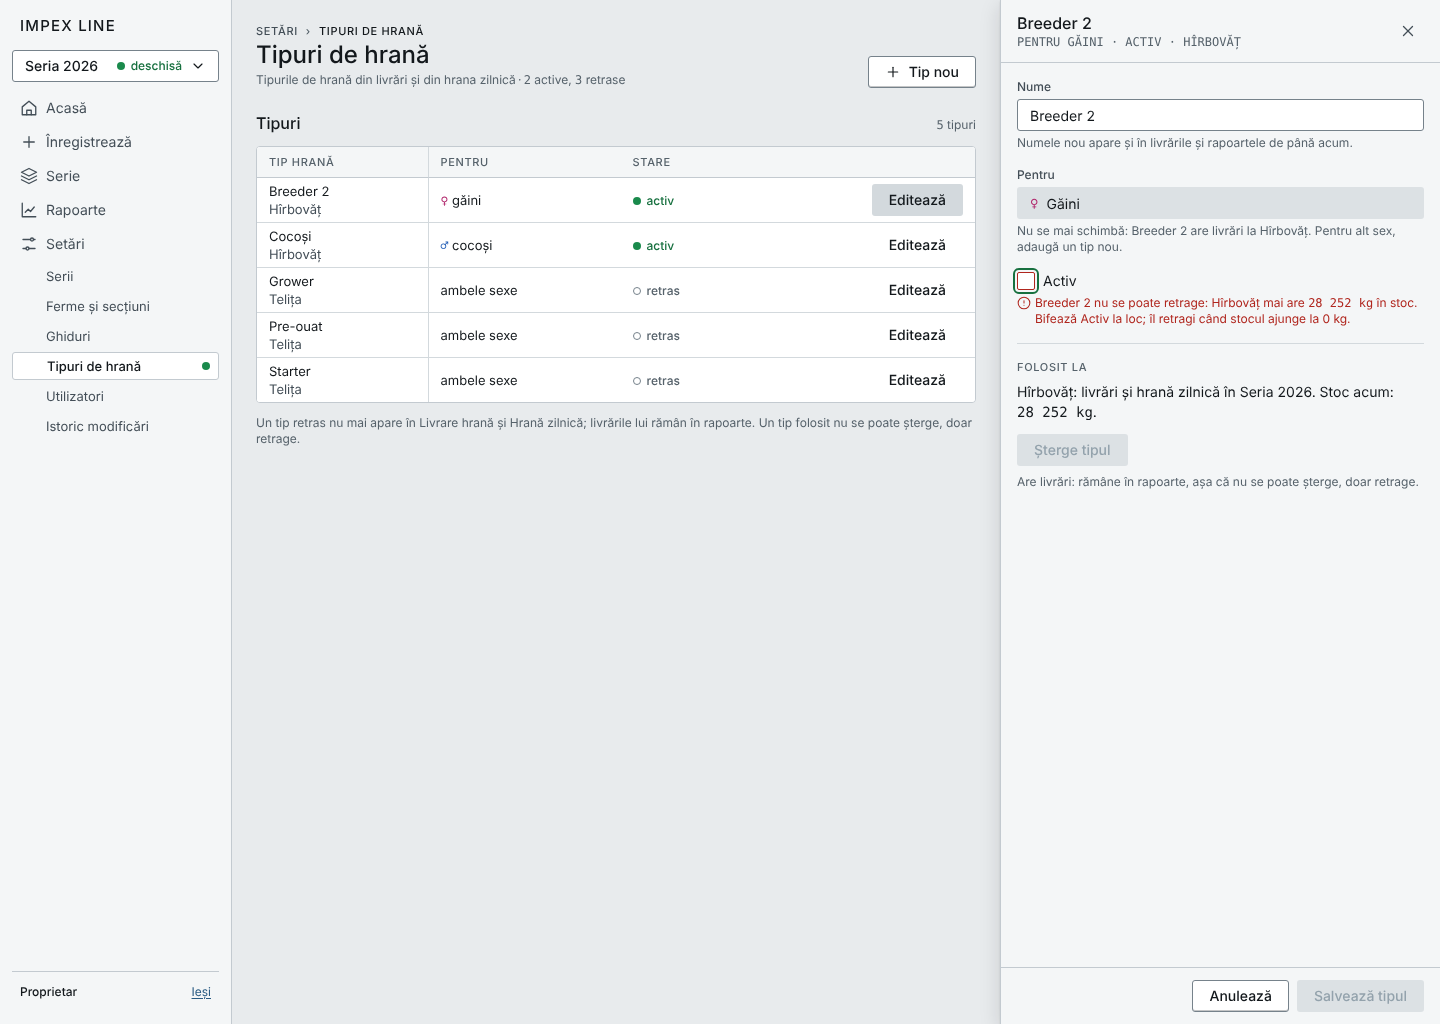 IMPEX LINE
Seria 2026 deschisă
Acasă
Înregistrează
Serie
Rapoarte
Setări
Serii
Ferme și secțiuni
Ghiduri
Tipuri de hrană
Utilizatori
Istoric modificări
Proprietar Ieși
SETĂRI › TIPURI DE HRANĂ
Tipuri de hrană
Tipurile de hrană din livrări și din hrana zilnică · 2 active, 3 retrase
+ Tip nou
Tipuri 5 tipuri
TIP HRANĂ PENTRU STARE
Breeder 2
Hîrbovăț
♀ găini activ Editează
Cocoși
Hîrbovăț
♂ cocoși activ Editează
Grower
Telița
ambele sexe retras Editează
Pre-ouat
Telița
ambele sexe retras Editează
Starter
Telița
ambele sexe retras Editează
Un tip retras nu mai apare în Livrare hrană și Hrană zilnică; livrările lui rămân în rapoarte. Un tip folosit nu se poate șterge, doar
retrage.
Breeder 2
PENTRU GĂINI · ACTIV · HÎRBOVĂȚ
Nume
Breeder 2
Numele nou apare și în livrările și rapoartele de până acum.
Pentru
♀ Găini
Nu se mai schimbă: Breeder 2 are livrări la Hîrbovăț. Pentru alt sex,
adaugă un tip nou.
Activ
Breeder 2 nu se poate retrage: Hîrbovăț mai are 28 252 kg în stoc.
Bifează Activ la loc; îl retragi când stocul ajunge la 0 kg.
FOLOSIT LA
Hîrbovăț: livrări și hrană zilnică în Seria 2026. Stoc acum:
28 252 kg.
Șterge tipul
Are livrări: rămâne în rapoarte, așa că nu se poate șterge, doar retrage.
Anulează Salvează tipul